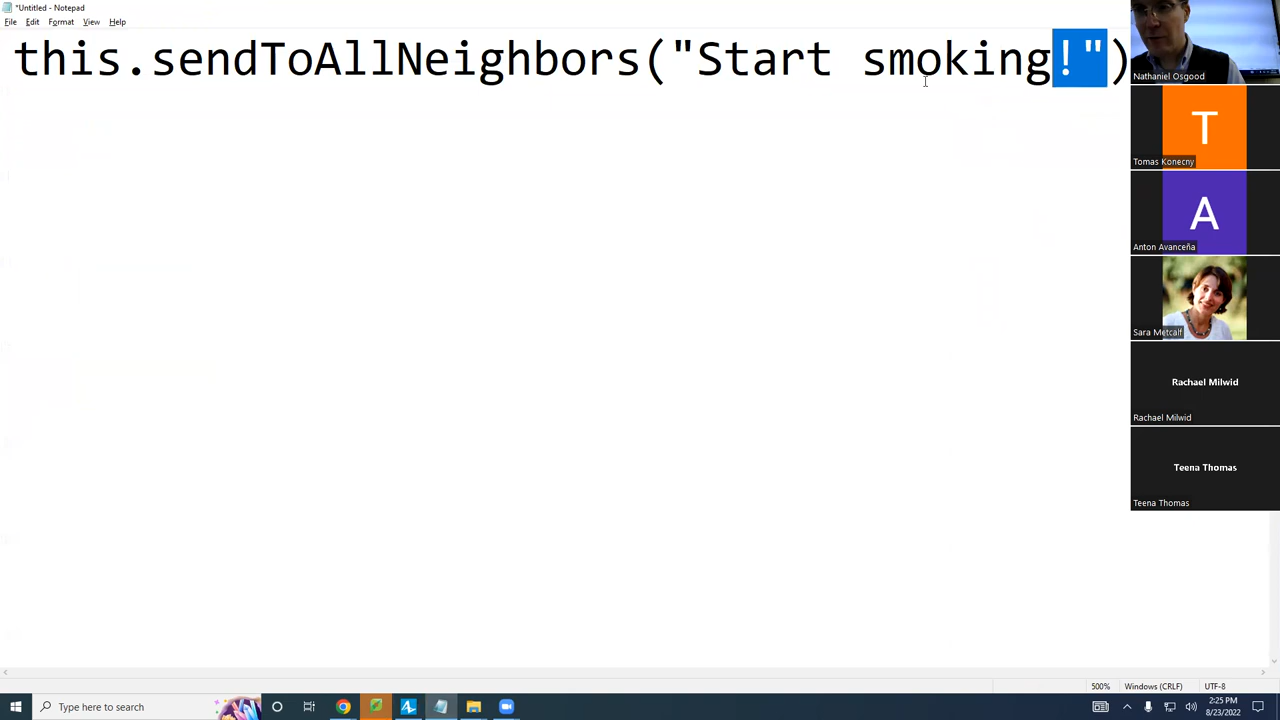 *Untitled - Notepad
File Edit Format View Help
this.sendToAllNeighbors("Start smoking!")
Nathaniel Osgood
T
Tomas Konecny
A
Anton Avanceña
Sara Metcalf
Rachael Milwid
Rachael Milwid
Teena Thomas
Teena Thomas
500% Windows (CRLF) UTF-8
Type here to search
2:25 PM
8/23/2022